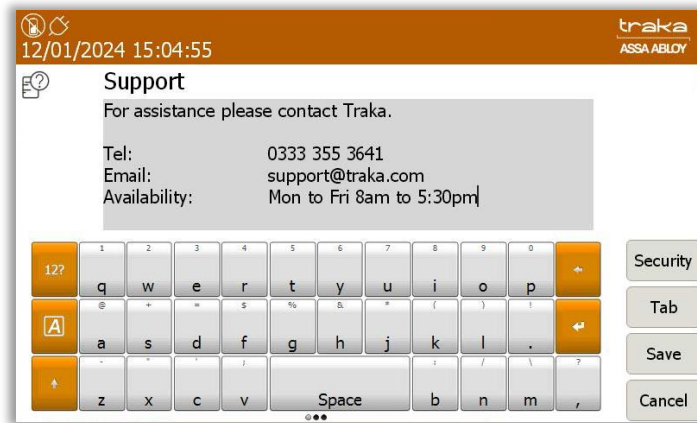 12/01/2024 15:04:55
traka
ASSA ABLOY
Support
For assistance please contact Traka.
Tel: 0333 355 3641
Email: support@traka.com
Availability: Mon to Fri 8am to 5:30pm
1 2 3 4 5 6 7 8 9 0
12? q w e r t y u i o p
@ + = $ % & * ( ) !
A a s d f g h j k l .
- " ' ; : / \ ?
z x c v Space b n m ,
Security
Tab
Save
Cancel